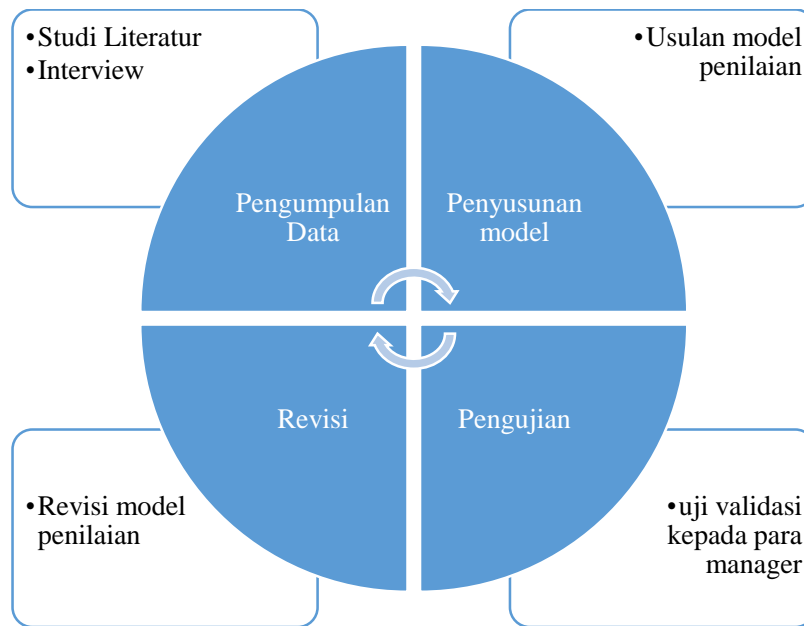 •Studi Literatur
•Interview
•Usulan model
penilaian
Pengumpulan
Data
Penyusunan
model
Revisi
Pengujian
•Revisi model
penilaian
•uji validasi
kepada para
manager